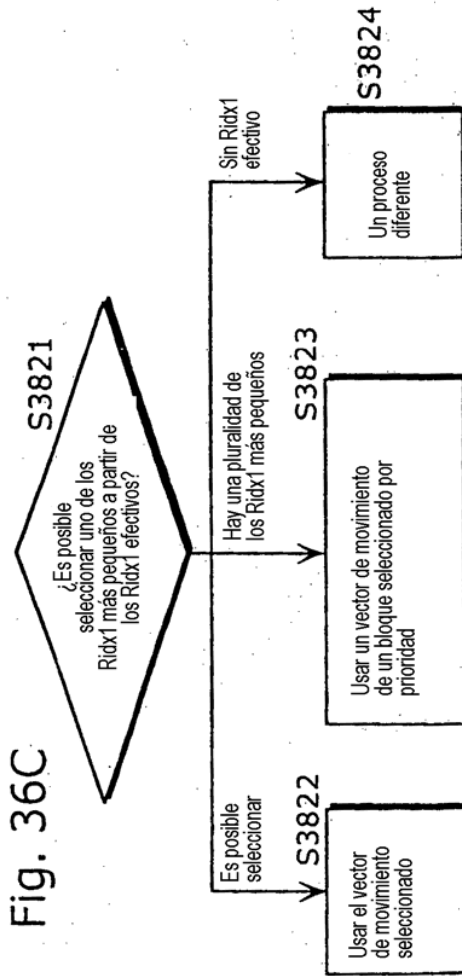 Fig. 36C
S3821
¿Es posible
seleccionar uno de los
Ridx1 más pequeños a partir de
los Ridx1 efectivos?
Es posible
seleccionar
Hay una pluralidad de
los Ridx1 más pequeños
Sin Ridx1
efectivo
S3822
Usar el vector
de movimiento
seleccionado
S3823
Usar un vector de movimiento
de un bloque seleccionado por
prioridad
S3824
Un proceso
diferente